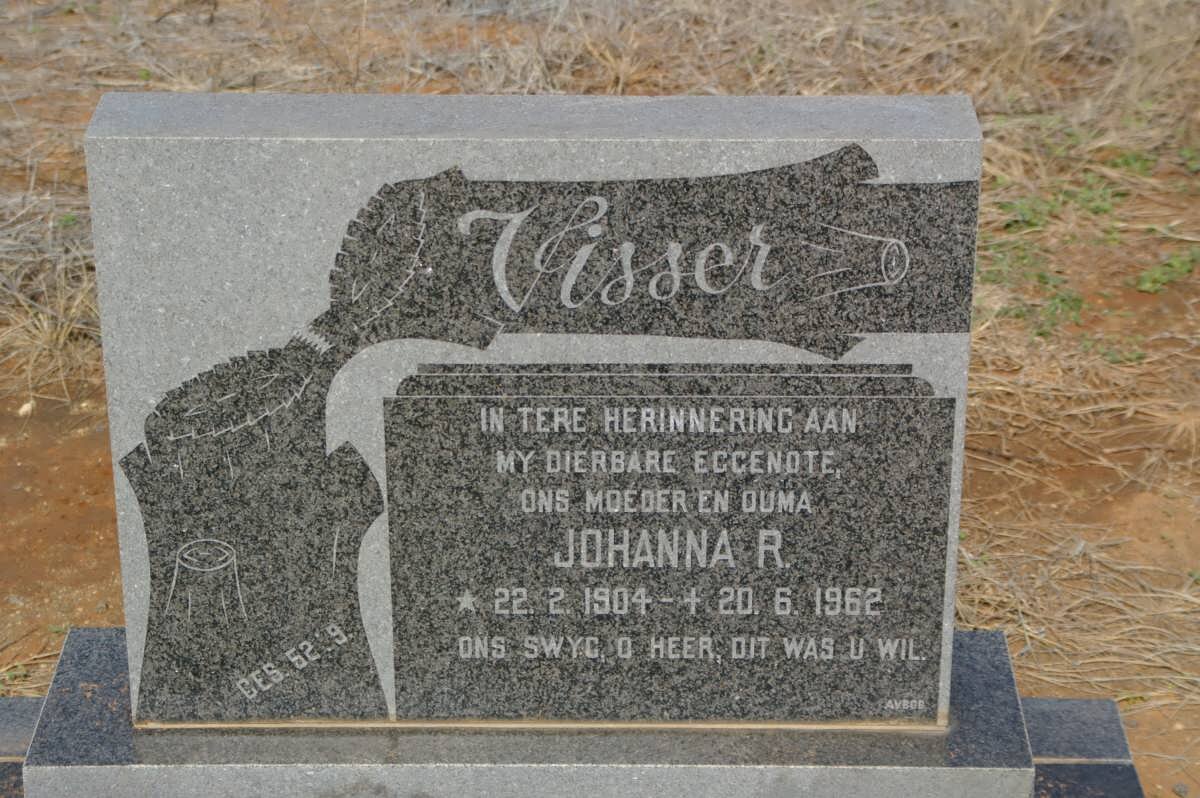 Visser
IN TERE HERINNERING AAN
MY DIERBARE EGGENOTE,
ONS MOEDER EN OUMA
JOHANNA R.
★ 22. 2. 1904 - ✝ 20. 6. 1962
ONS SWYG, O HEER, DIT WAS U WIL.
GES. 52:9.
AVBOB